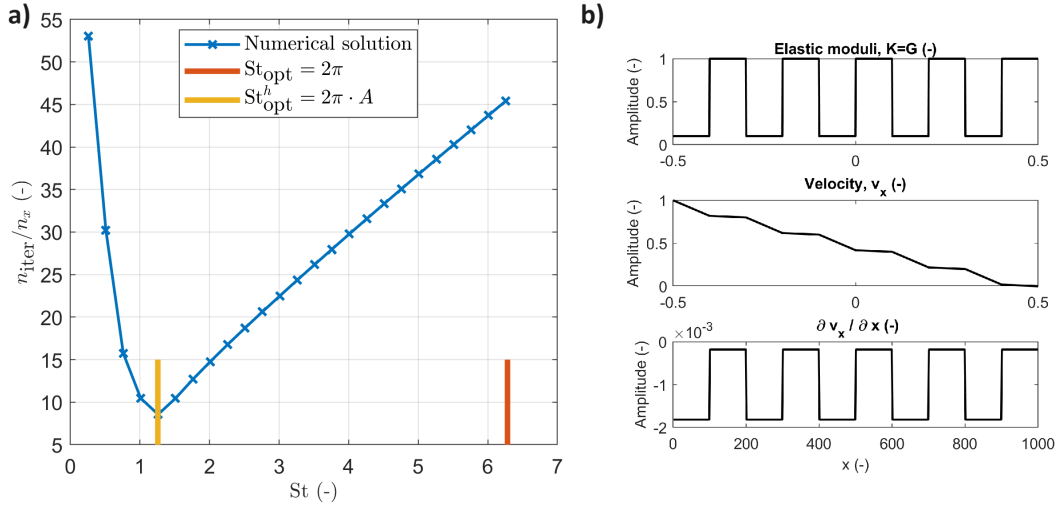 a)
55
50
45
40
35
30
25
20
15
10
5
n_iter/n_x (-)
Numerical solution
St_opt = 2π
St^h_opt = 2π · A
0 1 2 3 4 5 6 7
St (-)
b)
Elastic moduli, K=G (-)
Amplitude (-)
1
0.5
0
-0.5 0 0.5
Velocity, v_x (-)
Amplitude (-)
1
0.5
0
-0.5 0 0.5
×10^-3
∂ v_x / ∂ x (-)
Amplitude (-)
0
-1
-2
0 200 400 600 800 1000
x (-)